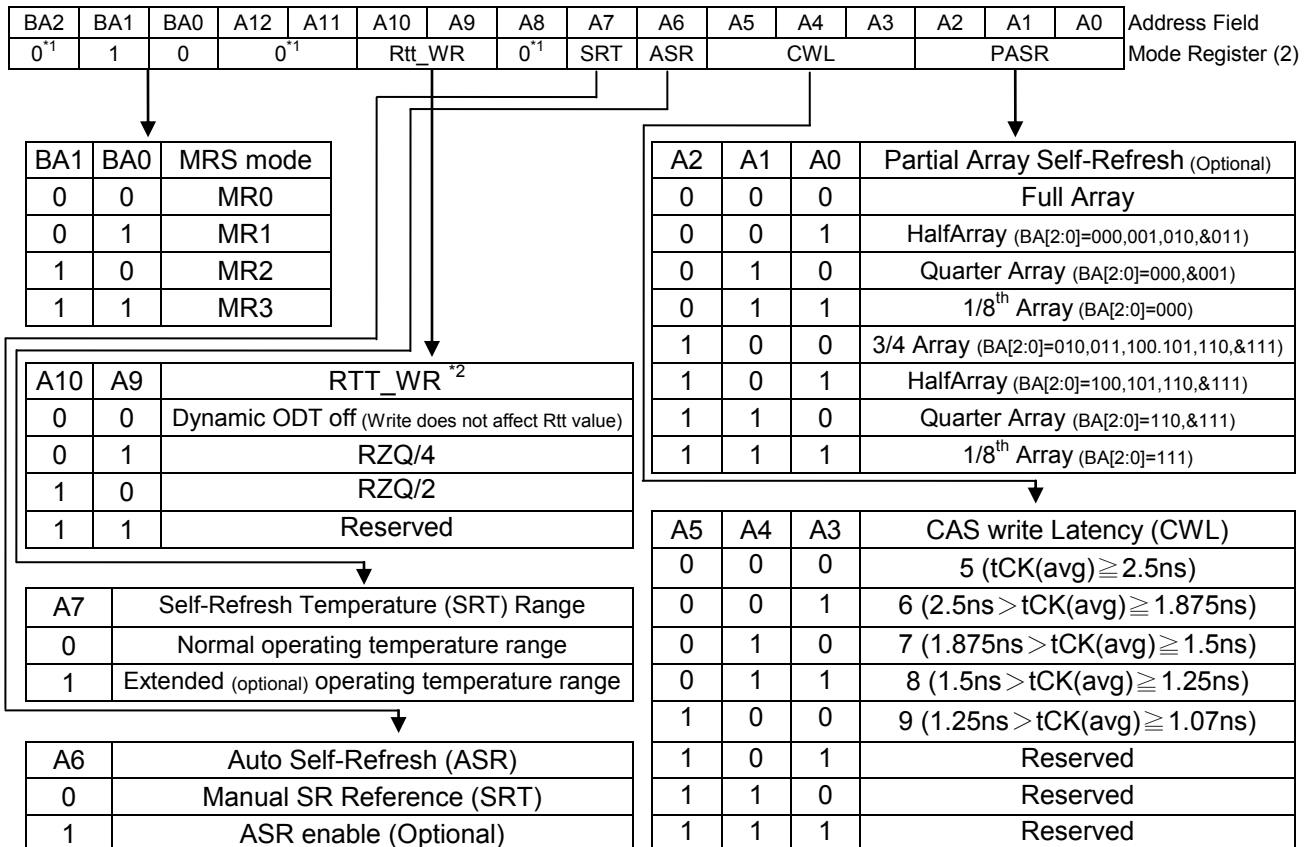 BA2 BA1 BA0 A12 A11 A10 A9 A8 A7 A6 A5 A4 A3 A2 A1 A0 Address Field
0*1 1 0 0*1 Rtt_WR 0*1 SRT ASR CWL PASR Mode Register (2)
BA1 BA0 MRS mode
0 0 MR0
0 1 MR1
1 0 MR2
1 1 MR3
A2 A1 A0 Partial Array Self-Refresh (Optional)
0 0 0 Full Array
0 0 1 HalfArray (BA[2:0]=000,001,010,&011)
0 1 0 Quarter Array (BA[2:0]=000,&001)
0 1 1 1/8th Array (BA[2:0]=000)
1 0 0 3/4 Array (BA[2:0]=010,011,100.101,110,&111)
1 0 1 HalfArray (BA[2:0]=100,101,110,&111)
1 1 0 Quarter Array (BA[2:0]=110,&111)
1 1 1 1/8th Array (BA[2:0]=111)
A10 A9 RTT_WR *2
0 0 Dynamic ODT off (Write does not affect Rtt value)
0 1 RZQ/4
1 0 RZQ/2
1 1 Reserved
A7 Self-Refresh Temperature (SRT) Range
0 Normal operating temperature range
1 Extended (optional) operating temperature range
A6 Auto Self-Refresh (ASR)
0 Manual SR Reference (SRT)
1 ASR enable (Optional)
A5 A4 A3 CAS write Latency (CWL)
0 0 0 5 (tCK(avg)≧2.5ns)
0 0 1 6 (2.5ns>tCK(avg)≧1.875ns)
0 1 0 7 (1.875ns>tCK(avg)≧1.5ns)
0 1 1 8 (1.5ns>tCK(avg)≧1.25ns)
1 0 0 9 (1.25ns>tCK(avg)≧1.07ns)
1 0 1 Reserved
1 1 0 Reserved
1 1 1 Reserved